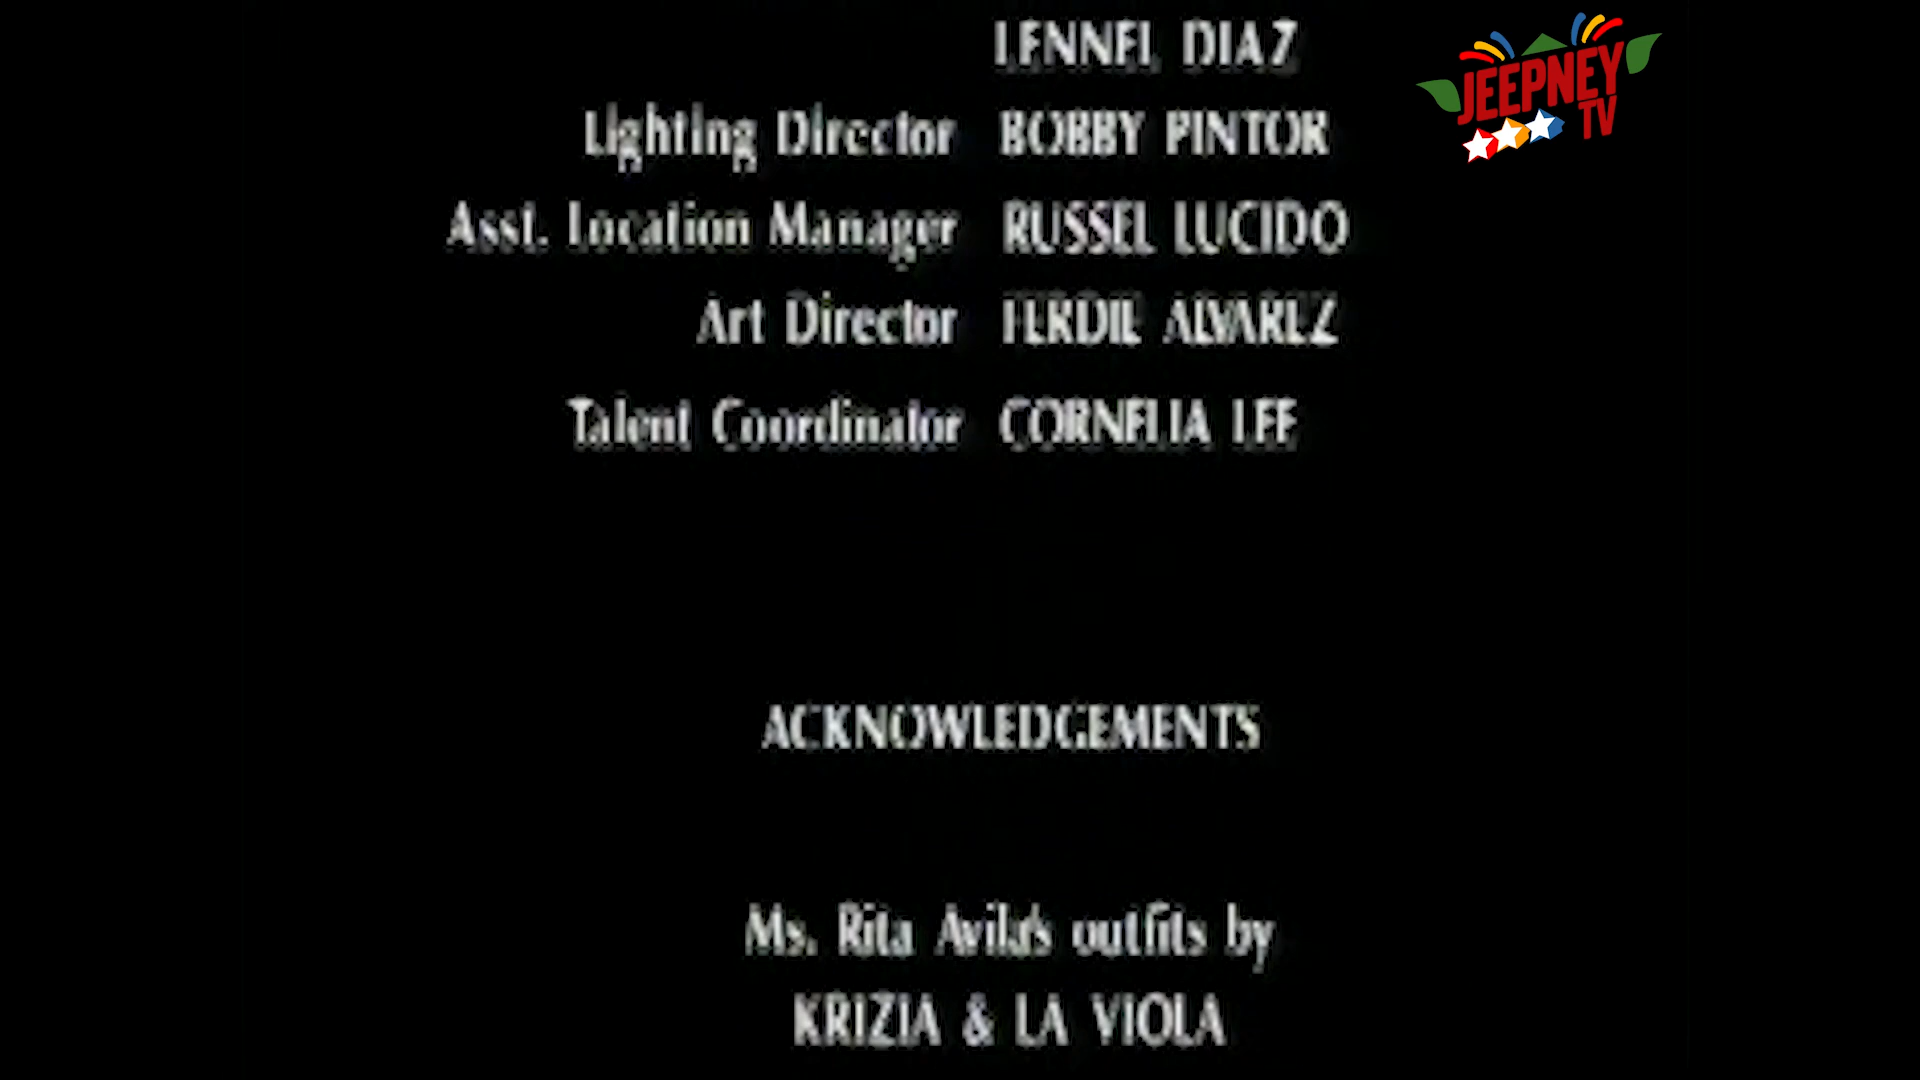 LENNEL DIAZ
JEEPNEY
TV
Lighting Director BOBBY PINTOR
Asst. Location Manager RUSSEL LUCIDO
Art Director FERDIE ALVAREZ
Talent Coordinator CORNELIA LEE
ACKNOWLEDGEMENTS
Ms. Rita Avila's outfits by
KRIZIA & LA VIOLA